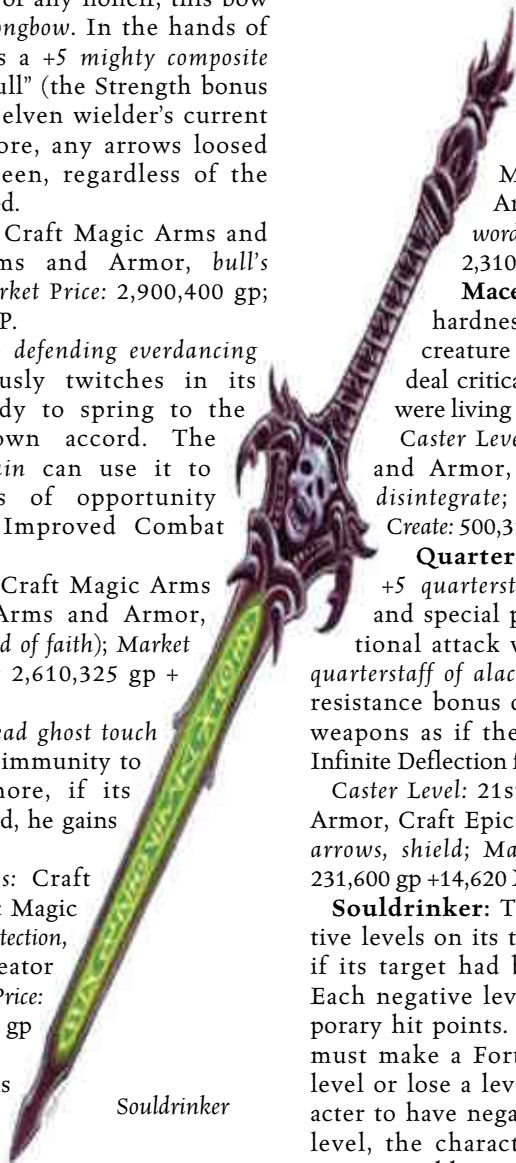 any this bow
ongbow. In the hands of
s a +5 mighty composite
ull” (the Strength bonus
elven wielder’s current
ore, any arrows loosed
een, regardless of the
ed.
Craft Magic Arms and
ms and Armor, bull’s
rket Price: 2,900,400 gp;
P.
defending everdancing
usly twitches in its
dy to spring to the
own accord. The
ain can use it to
s of opportunity
Improved Combat
Craft Magic Arms
Arms and Armor,
d of faith); Market
2,610,325 gp +
ead ghost touch
immunity to
more, if its
d, he gains
s: Craft
Magic
tection,
eator
Price:
gp
s
Souldrinker
M
Ar
word
2,310
Mace
hardnes
creature
deal critica
were living
Caster Leve
and Armor,
disintegrate;
Create: 500,3
Quarter
+5 quarterst
and special p
tional attack v
quarterstaff of alac
resistance bonus o
weapons as if the
Infinite Deflection f
Caster Level: 21s
Armor, Craft Epic
arrows, shield; Ma
231,600 gp +14,620 X
Souldrinker: T
tive levels on its t
if its target had b
Each negative lev
porary hit points.
must make a Fort
level or lose a lev
acter to have nega
level, the charact